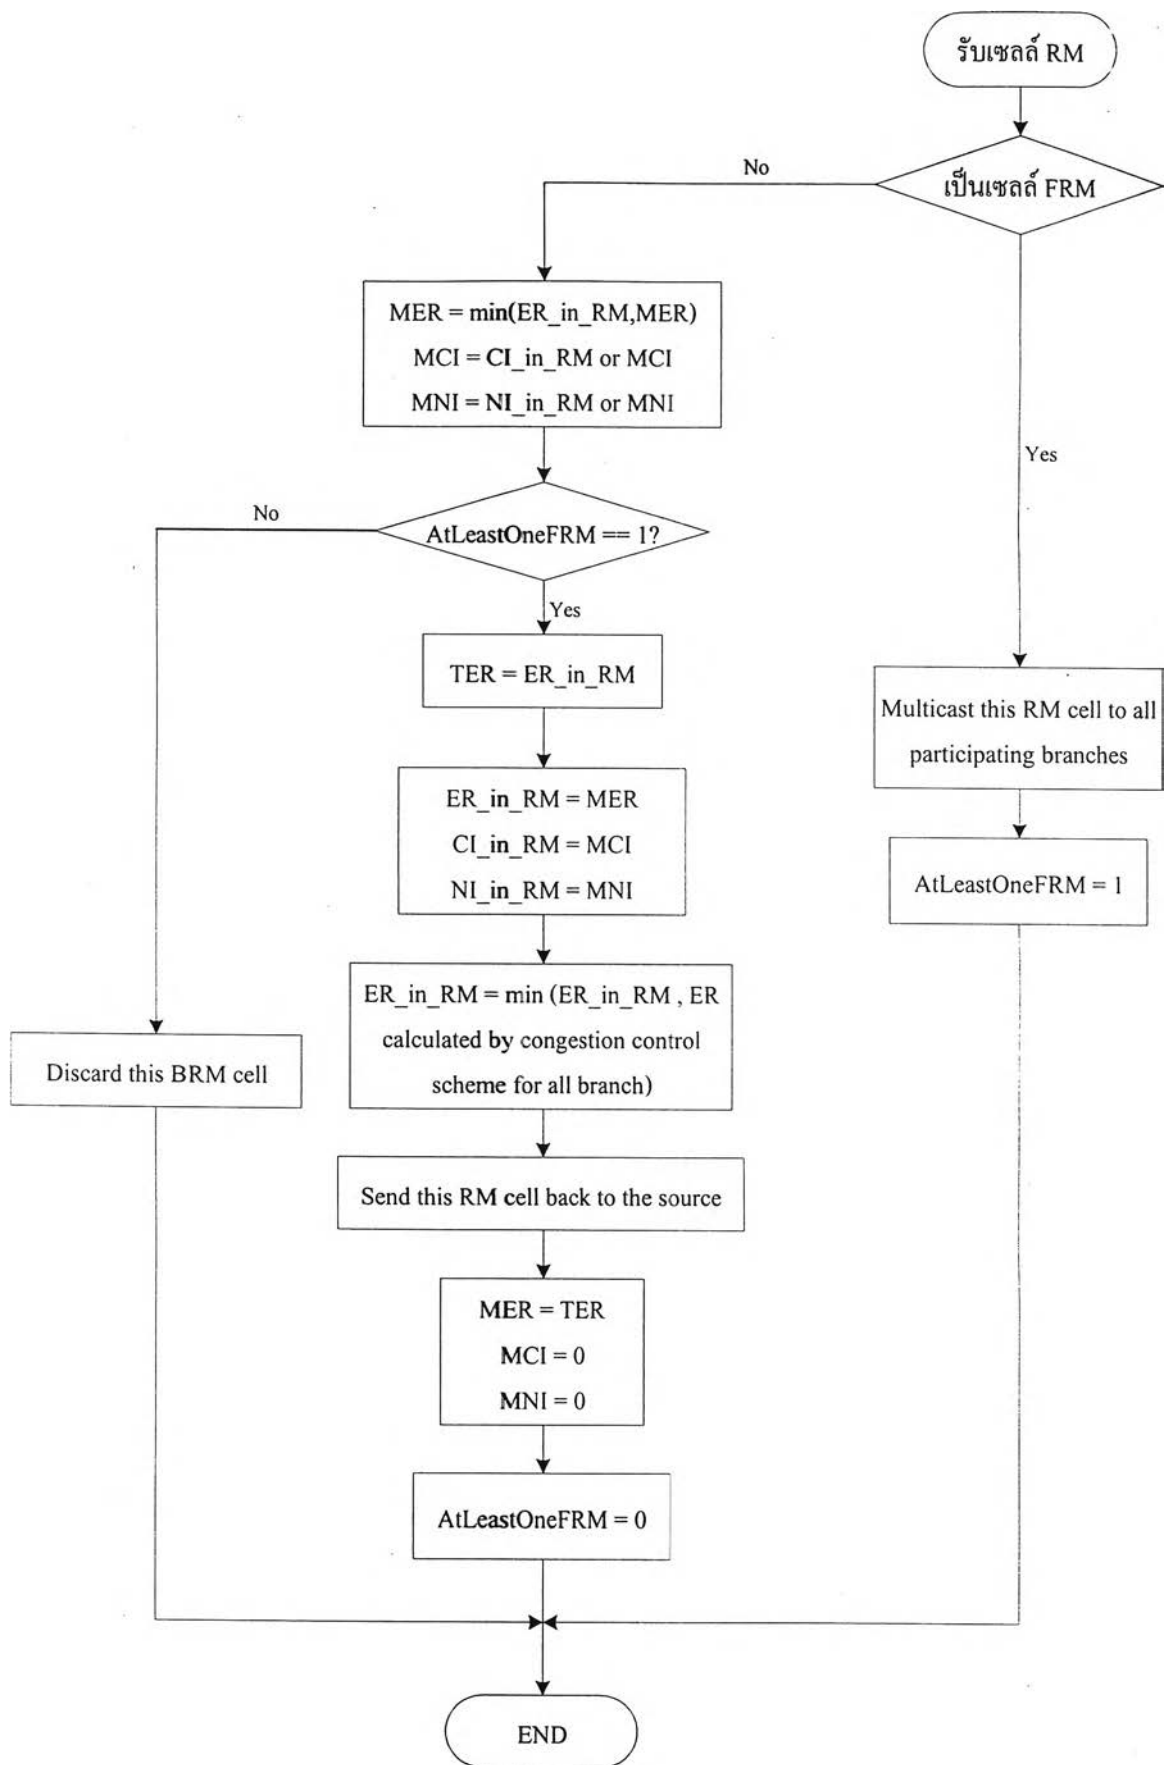 รับเซลล์ RM
เป็นเซลล์ FRM
No
MER = min(ER_in_RM,MER)
MCI = CI_in_RM or MCI
MNI = NI_in_RM or MNI
Yes
No
AtLeastOneFRM == 1?
Yes
TER = ER_in_RM
Multicast this RM cell to all
participating branches
ER_in_RM = MER
CI_in_RM = MCI
NI_in_RM = MNI
AtLeastOneFRM = 1
ER_in_RM = min (ER_in_RM , ER
calculated by congestion control
scheme for all branch)
Discard this BRM cell
Send this RM cell back to the source
MER = TER
MCI = 0
MNI = 0
AtLeastOneFRM = 0
END